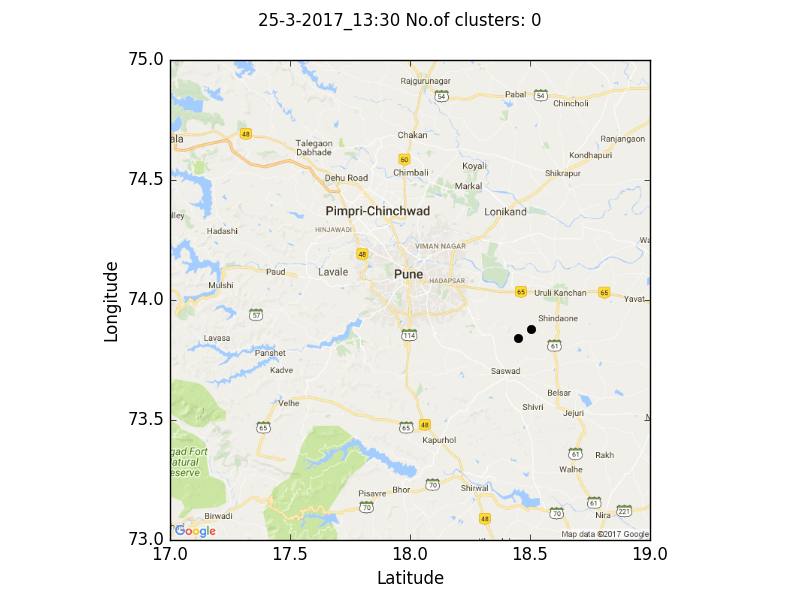 25-3-2017_13:30 No.of clusters: 0
75.0
74.5
74.0
73.5
73.0
Longitude
17.0 17.5 18.0 18.5 19.0
Latitude
Rajgurunagar
54
Pabal
54
Chincholi
48
Chakan
Ranjangaon
ala
Talegaon
Dabhade
60
Kondhapuri
Koyali
Chimbali
Shikrapur
Dehu Road
Markal
Pimpri-Chinchwad
Lonikand
lley
Hadashi
HINJAWADI
VIMAN NAGAR
Wa
48
Paud
Lavale
Pune
HADAPSAR
Mulshi
65
Uruli Kanchan
65
Yavat
57
Shindaone
114
Lavasa
61
Panshet
Kadve
Saswad
Belsar
Velhe
Shivri
Jejuri
65
65
48
Kapurhol
gad Fort
Natural
eserve
61
Rakh
Walhe
Pisavre
Bhor
70
Shirwal
70
61
221
70
Nira
Birwadi
48
Google
Map data ©2017 Google